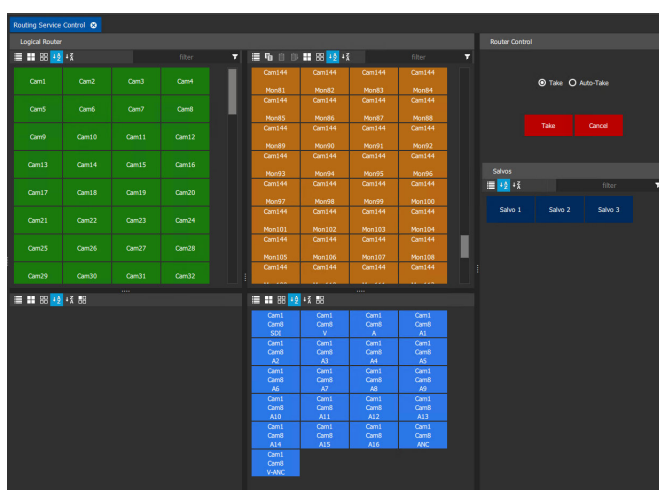 Routing Service Control
Logical Router
filter
Cam1 Cam2 Cam3 Cam4
Cam5 Cam6 Cam7 Cam8
Cam9 Cam10 Cam11 Cam12
Cam13 Cam14 Cam15 Cam16
Cam17 Cam18 Cam19 Cam20
Cam21 Cam22 Cam23 Cam24
Cam25 Cam26 Cam27 Cam28
Cam29 Cam30 Cam31 Cam32
filter
Cam144 Cam144 Cam144 Cam144
Mon81 Mon82 Mon83 Mon84
Mon85 Mon86 Mon87 Mon88
Cam144 Cam144 Cam144 Cam144
Mon89 Mon90 Mon91 Mon92
Cam144 Cam144 Cam144 Cam144
Mon93 Mon94 Mon95 Mon96
Cam144 Cam144 Cam144 Cam144
Mon97 Mon98 Mon99 Mon100
Cam144 Cam144 Cam144 Cam144
Mon101 Mon102 Mon103 Mon104
Cam144 Cam144 Cam144 Cam144
Mon105 Mon106 Mon107 Mon108
Cam144 Cam144 Cam144 Cam144
Cam1 Cam1 Cam1 Cam1
Cam8 Cam8 Cam8 Cam8
SDI V A A1
Cam1 Cam1 Cam1 Cam1
Cam8 Cam8 Cam8 Cam8
A2 A3 A4 A5
Cam1 Cam1 Cam1 Cam1
Cam8 Cam8 Cam8 Cam8
A6 A7 A8 A9
Cam1 Cam1 Cam1 Cam1
Cam8 Cam8 Cam8 Cam8
A10 A11 A12 A13
Cam1 Cam1 Cam1 Cam1
Cam8 Cam8 Cam8 Cam8
A14 A15 A16 ANC
Cam1
Cam8
V-ANC
Router Control
Take Auto-Take
Take Cancel
Salvos
filter
Salvo 1 Salvo 2 Salvo 3